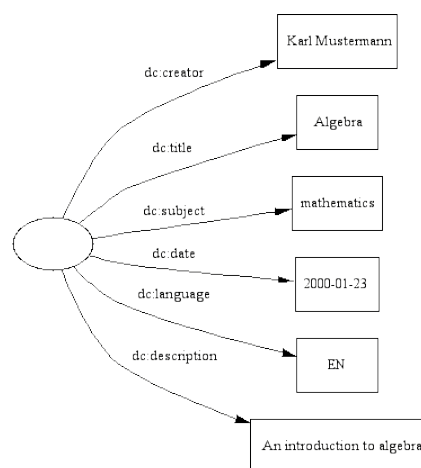 Karl Mustermann
dc:creator
Algebra
dc:title
mathematics
dc:subject
dc:date
2000-01-23
dc:language
EN
dc:description
An introduction to algebra